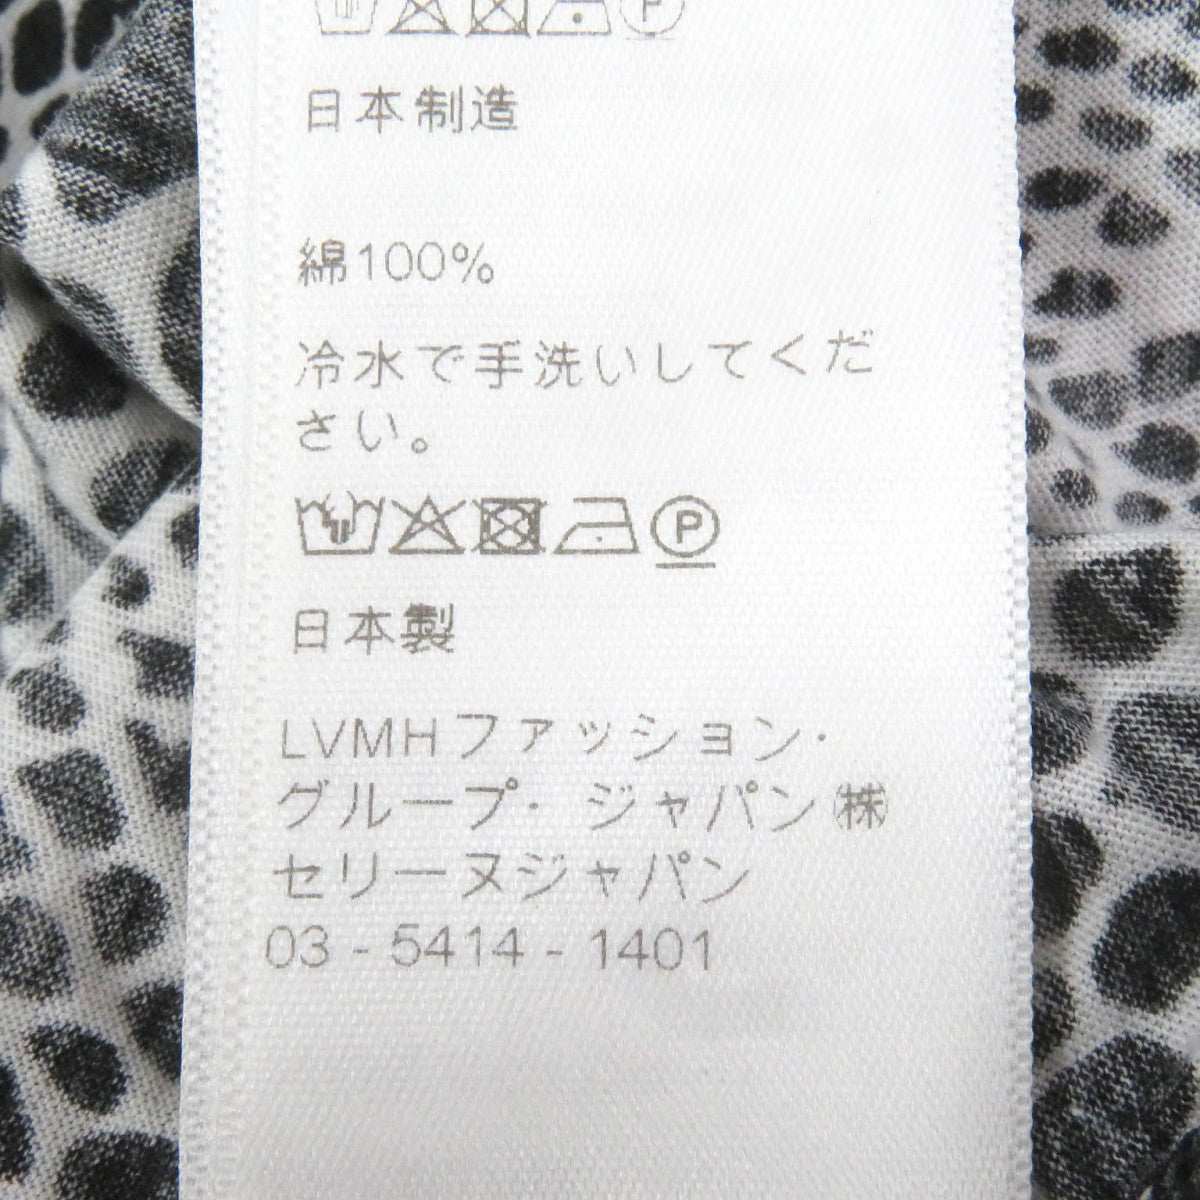 日本制造
綿100%
冷水で手洗いしてくだ
さい。
P
日本製
LVMHファッション・
グループ・ジャパン㈱
セリーヌジャパン
03 - 5414 - 1401